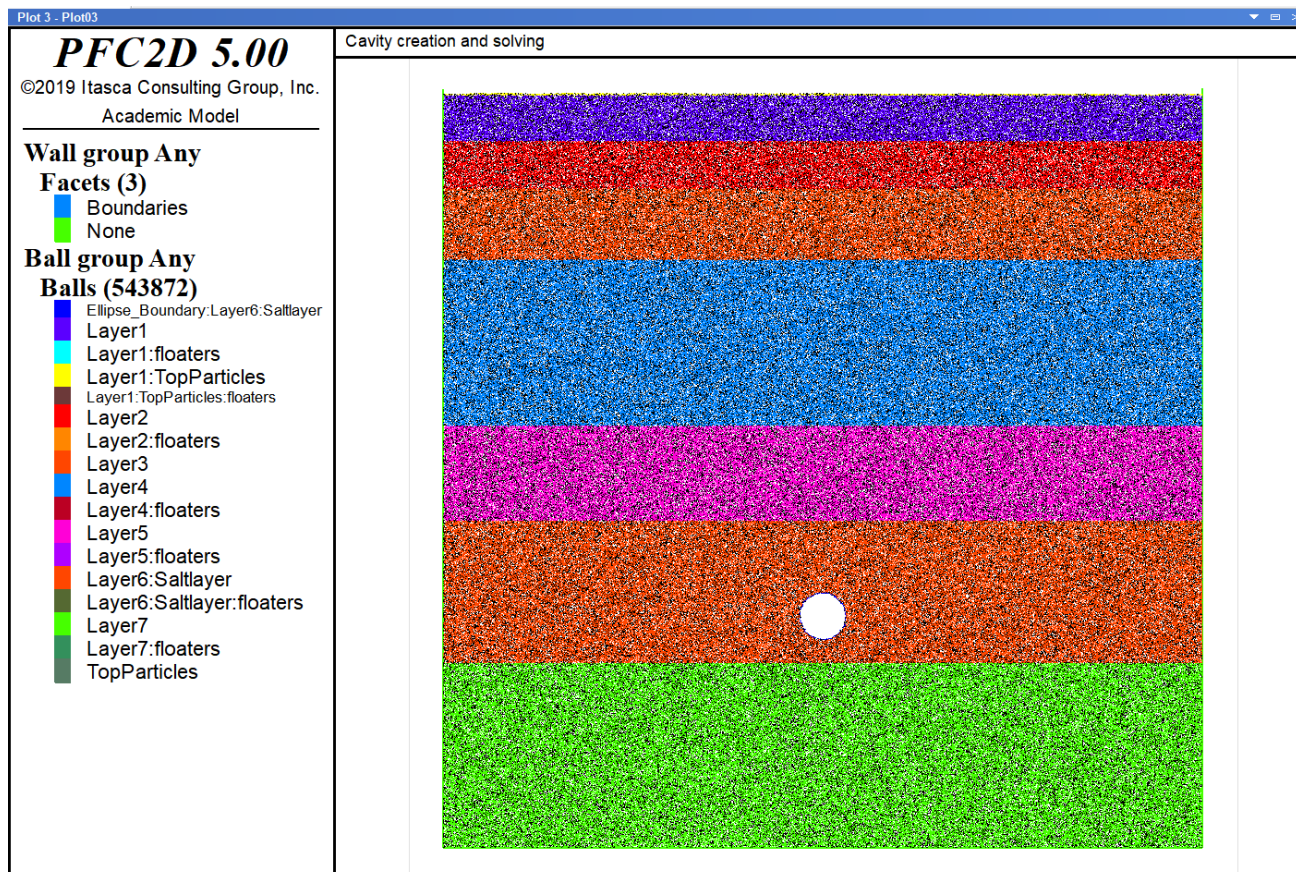 Plot 3 - Plot03
PFC2D 5.00
©2019 Itasca Consulting Group, Inc.
Academic Model
Wall group Any
Facets (3)
Boundaries
None
Ball group Any
Balls (543872)
Ellipse_Boundary:Layer6:Saltlayer
Layer1
Layer1:floaters
Layer1:TopParticles
Layer1:TopParticles:floaters
Layer2
Layer2:floaters
Layer3
Layer4
Layer4:floaters
Layer5
Layer5:floaters
Layer6:Saltlayer
Layer6:Saltlayer:floaters
Layer7
Layer7:floaters
TopParticles
Cavity creation and solving